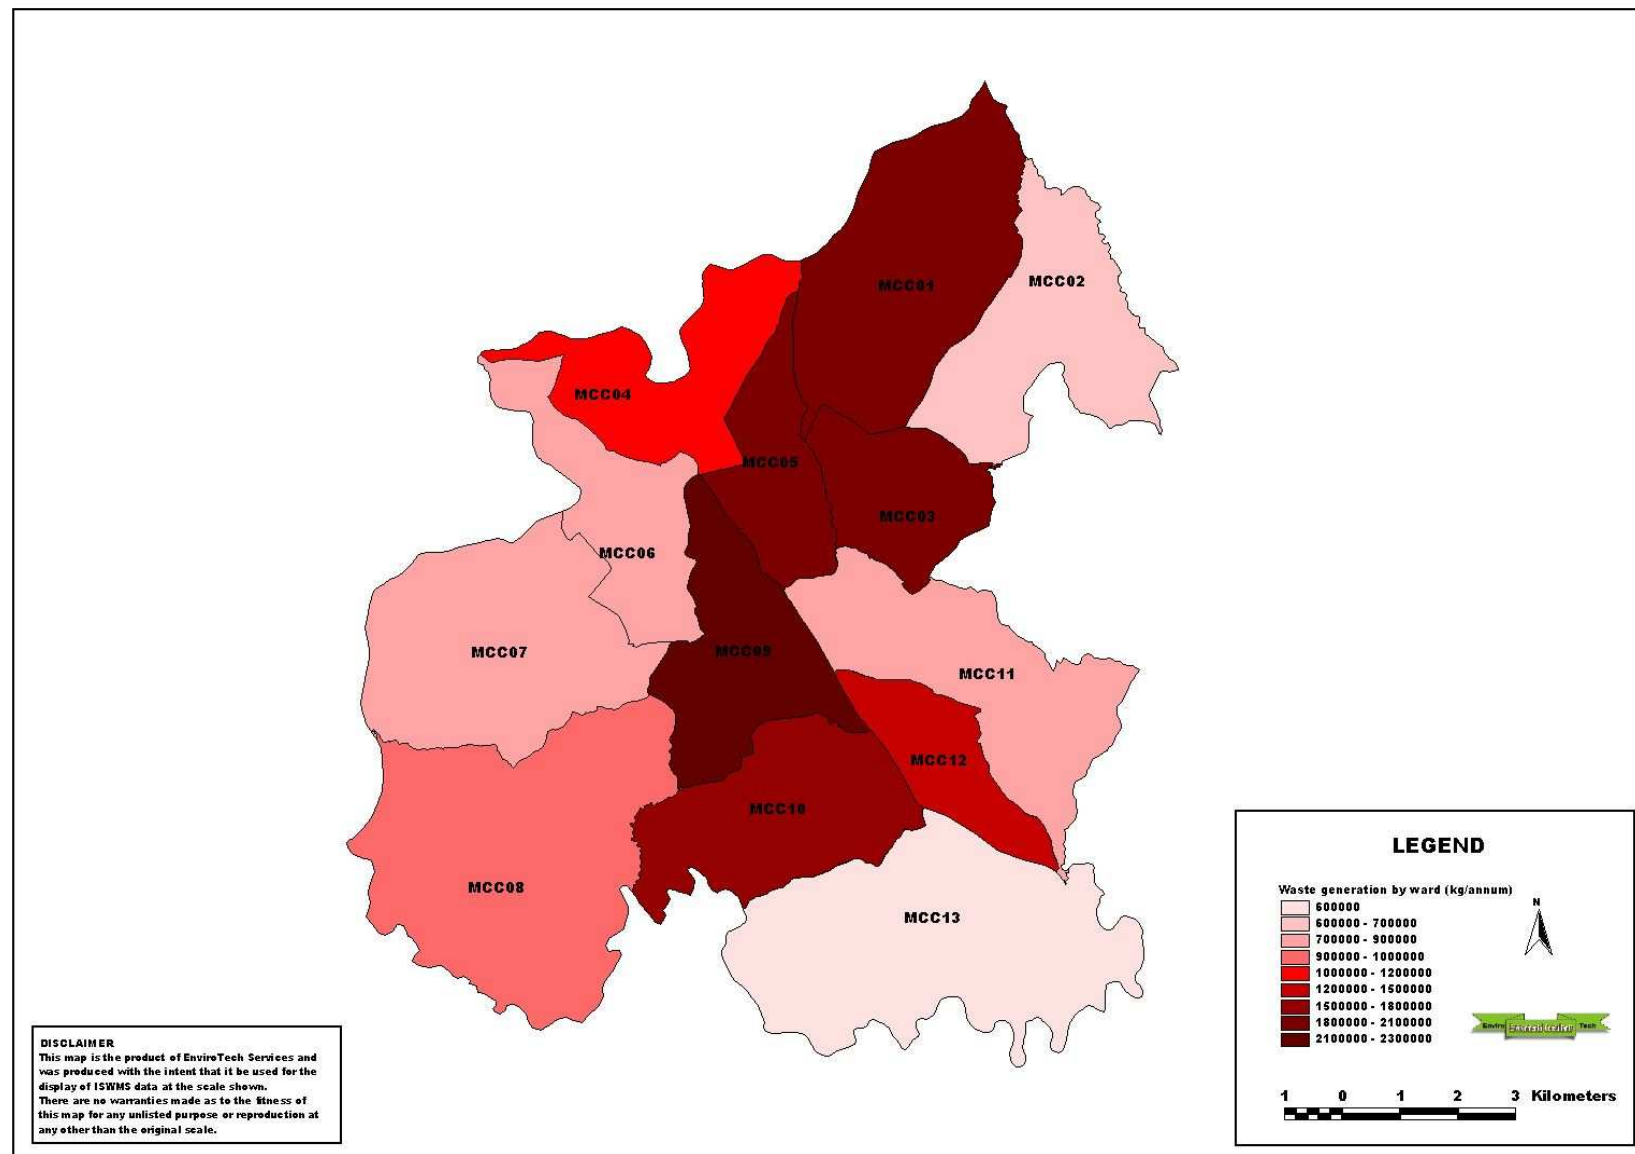 MCC01
MCC02
MCC04
MCC05
MCC03
MCC06
MCC07
MCC09
MCC11
MCC12
MCC10
MCC08
MCC13
LEGEND
Waste generation by ward (kg/annum)
600000
600000 - 700000
700000 - 900000
900000 - 1000000
1000000 - 1200000
1200000 - 1500000
1500000 - 1800000
1800000 - 2100000
2100000 - 2300000
N
Enviro Tech
1 0 1 2 3 Kilometers
DISCLAIMER
This map is the product of EnviroTech Services and
was produced with the intent that it be used for the
display of ISWMS data at the scale shown.
There are no warranties made as to the fitness of
this map for any unlisted purpose or reproduction at
any other than the original scale.